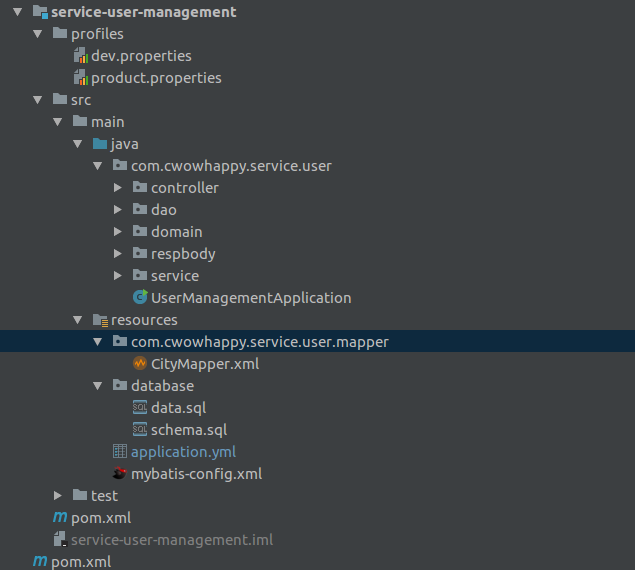 service-user-management
profiles
dev.properties
product.properties
src
main
java
com.cwowhappy.service.user
controller
dao
domain
respbody
service
C UserManagementApplication
resources
com.cwowhappy.service.user.mapper
CityMapper.xml
database
SQL data.sql
SQL schema.sql
application.yml
mybatis-config.xml
test
m pom.xml
service-user-management.iml
m pom.xml